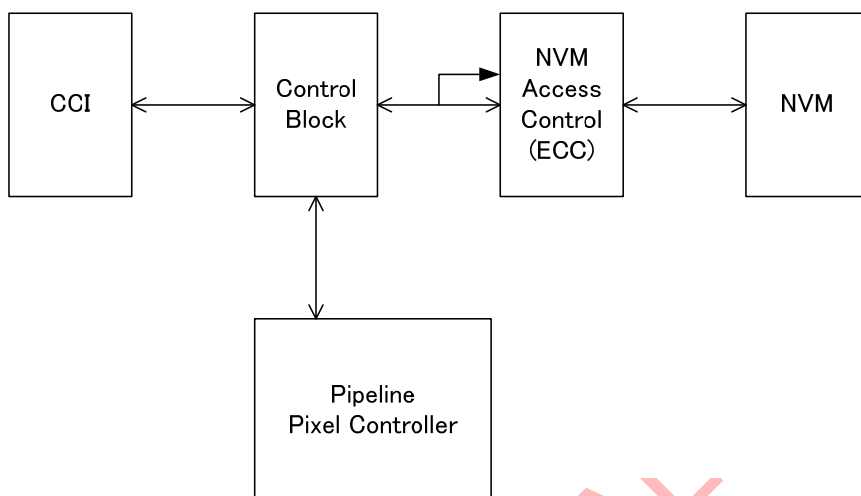 CCI
Control
Block
NVM
Access
Control
(ECC)
NVM
Pipeline
Pixel Controller